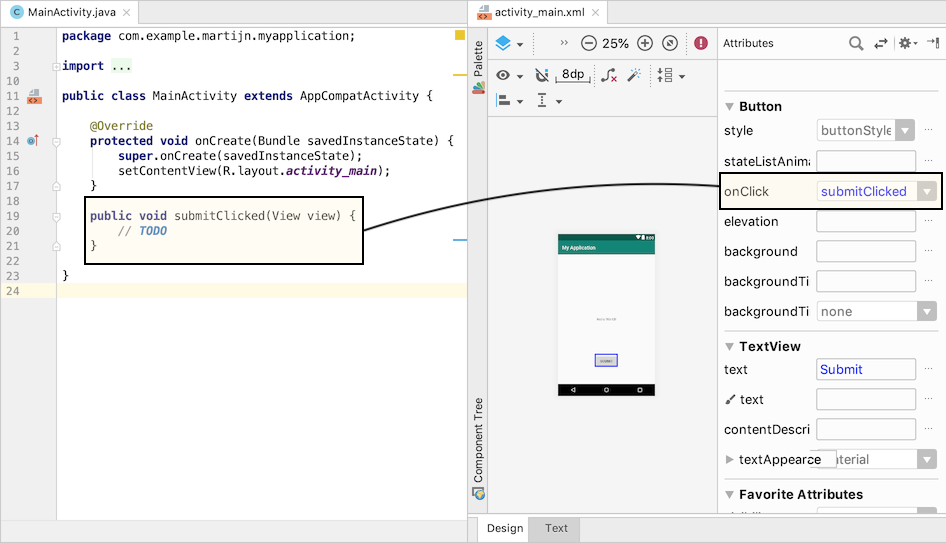 MainActivity.java
activity_main.xml
1 package com.example.martijn.myapplication;
2
3 import ...
10
11 public class MainActivity extends AppCompatActivity {
12
13 @Override
14 protected void onCreate(Bundle savedInstanceState) {
15 super.onCreate(savedInstanceState);
16 setContentView(R.layout.activity_main);
17 }
18
19 public void submitClicked(View view) {
20 // TODO
21 }
22
23 }
24
Palette
Component Tree
25%
8dp
My Application
Design
Text
Attributes
Button
style buttonStyle
stateListAnima
onClick submitClicked
elevation
background
backgroundTi
backgroundTi none
TextView
text Submit
text
contentDescri
textAppearce terial
Favorite Attributes